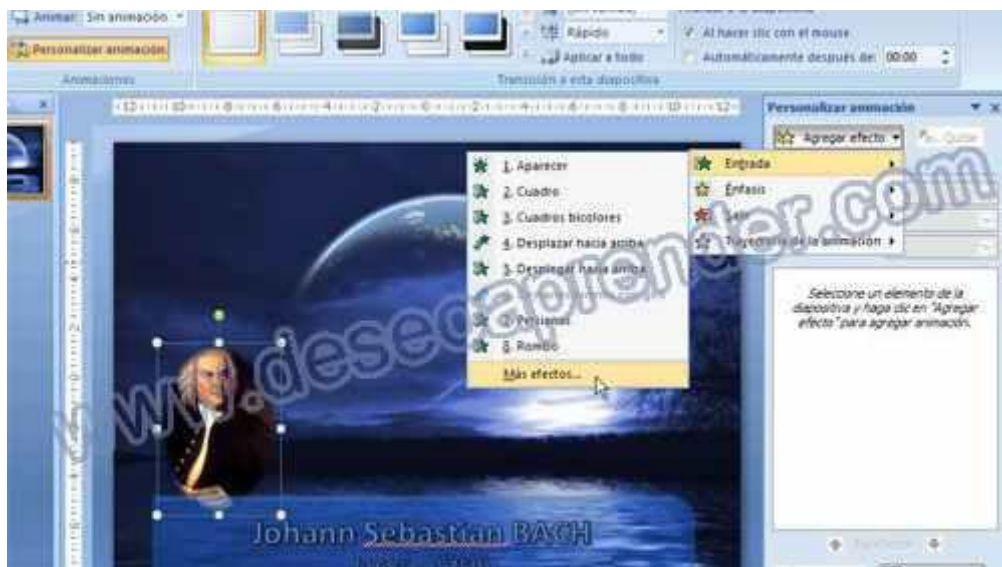 Animar: Sin animación
Rápido
Al hacer clic con el mouse
Personalizar animación
Aplicar a todo
Automáticamente después de: 00:00
Animaciones
Transición a esta diapositiva
Personalizar animación
Agregar efecto
Quitar
1. Aparecer
2. Cuadro
3. Cuadros bicolores
4. Desplazar hacia arriba
5. Desplegar hacia arriba
7. Persianas
8. Rombo
Más efectos...
Entrada
Énfasis
Salir
Trayectoria de la animación
Seleccione un elemento de la
diapositiva y haga clic en "Agregar
efecto" para agregar animación.
www.deseoaprender.com
Johann Sebastian BACH